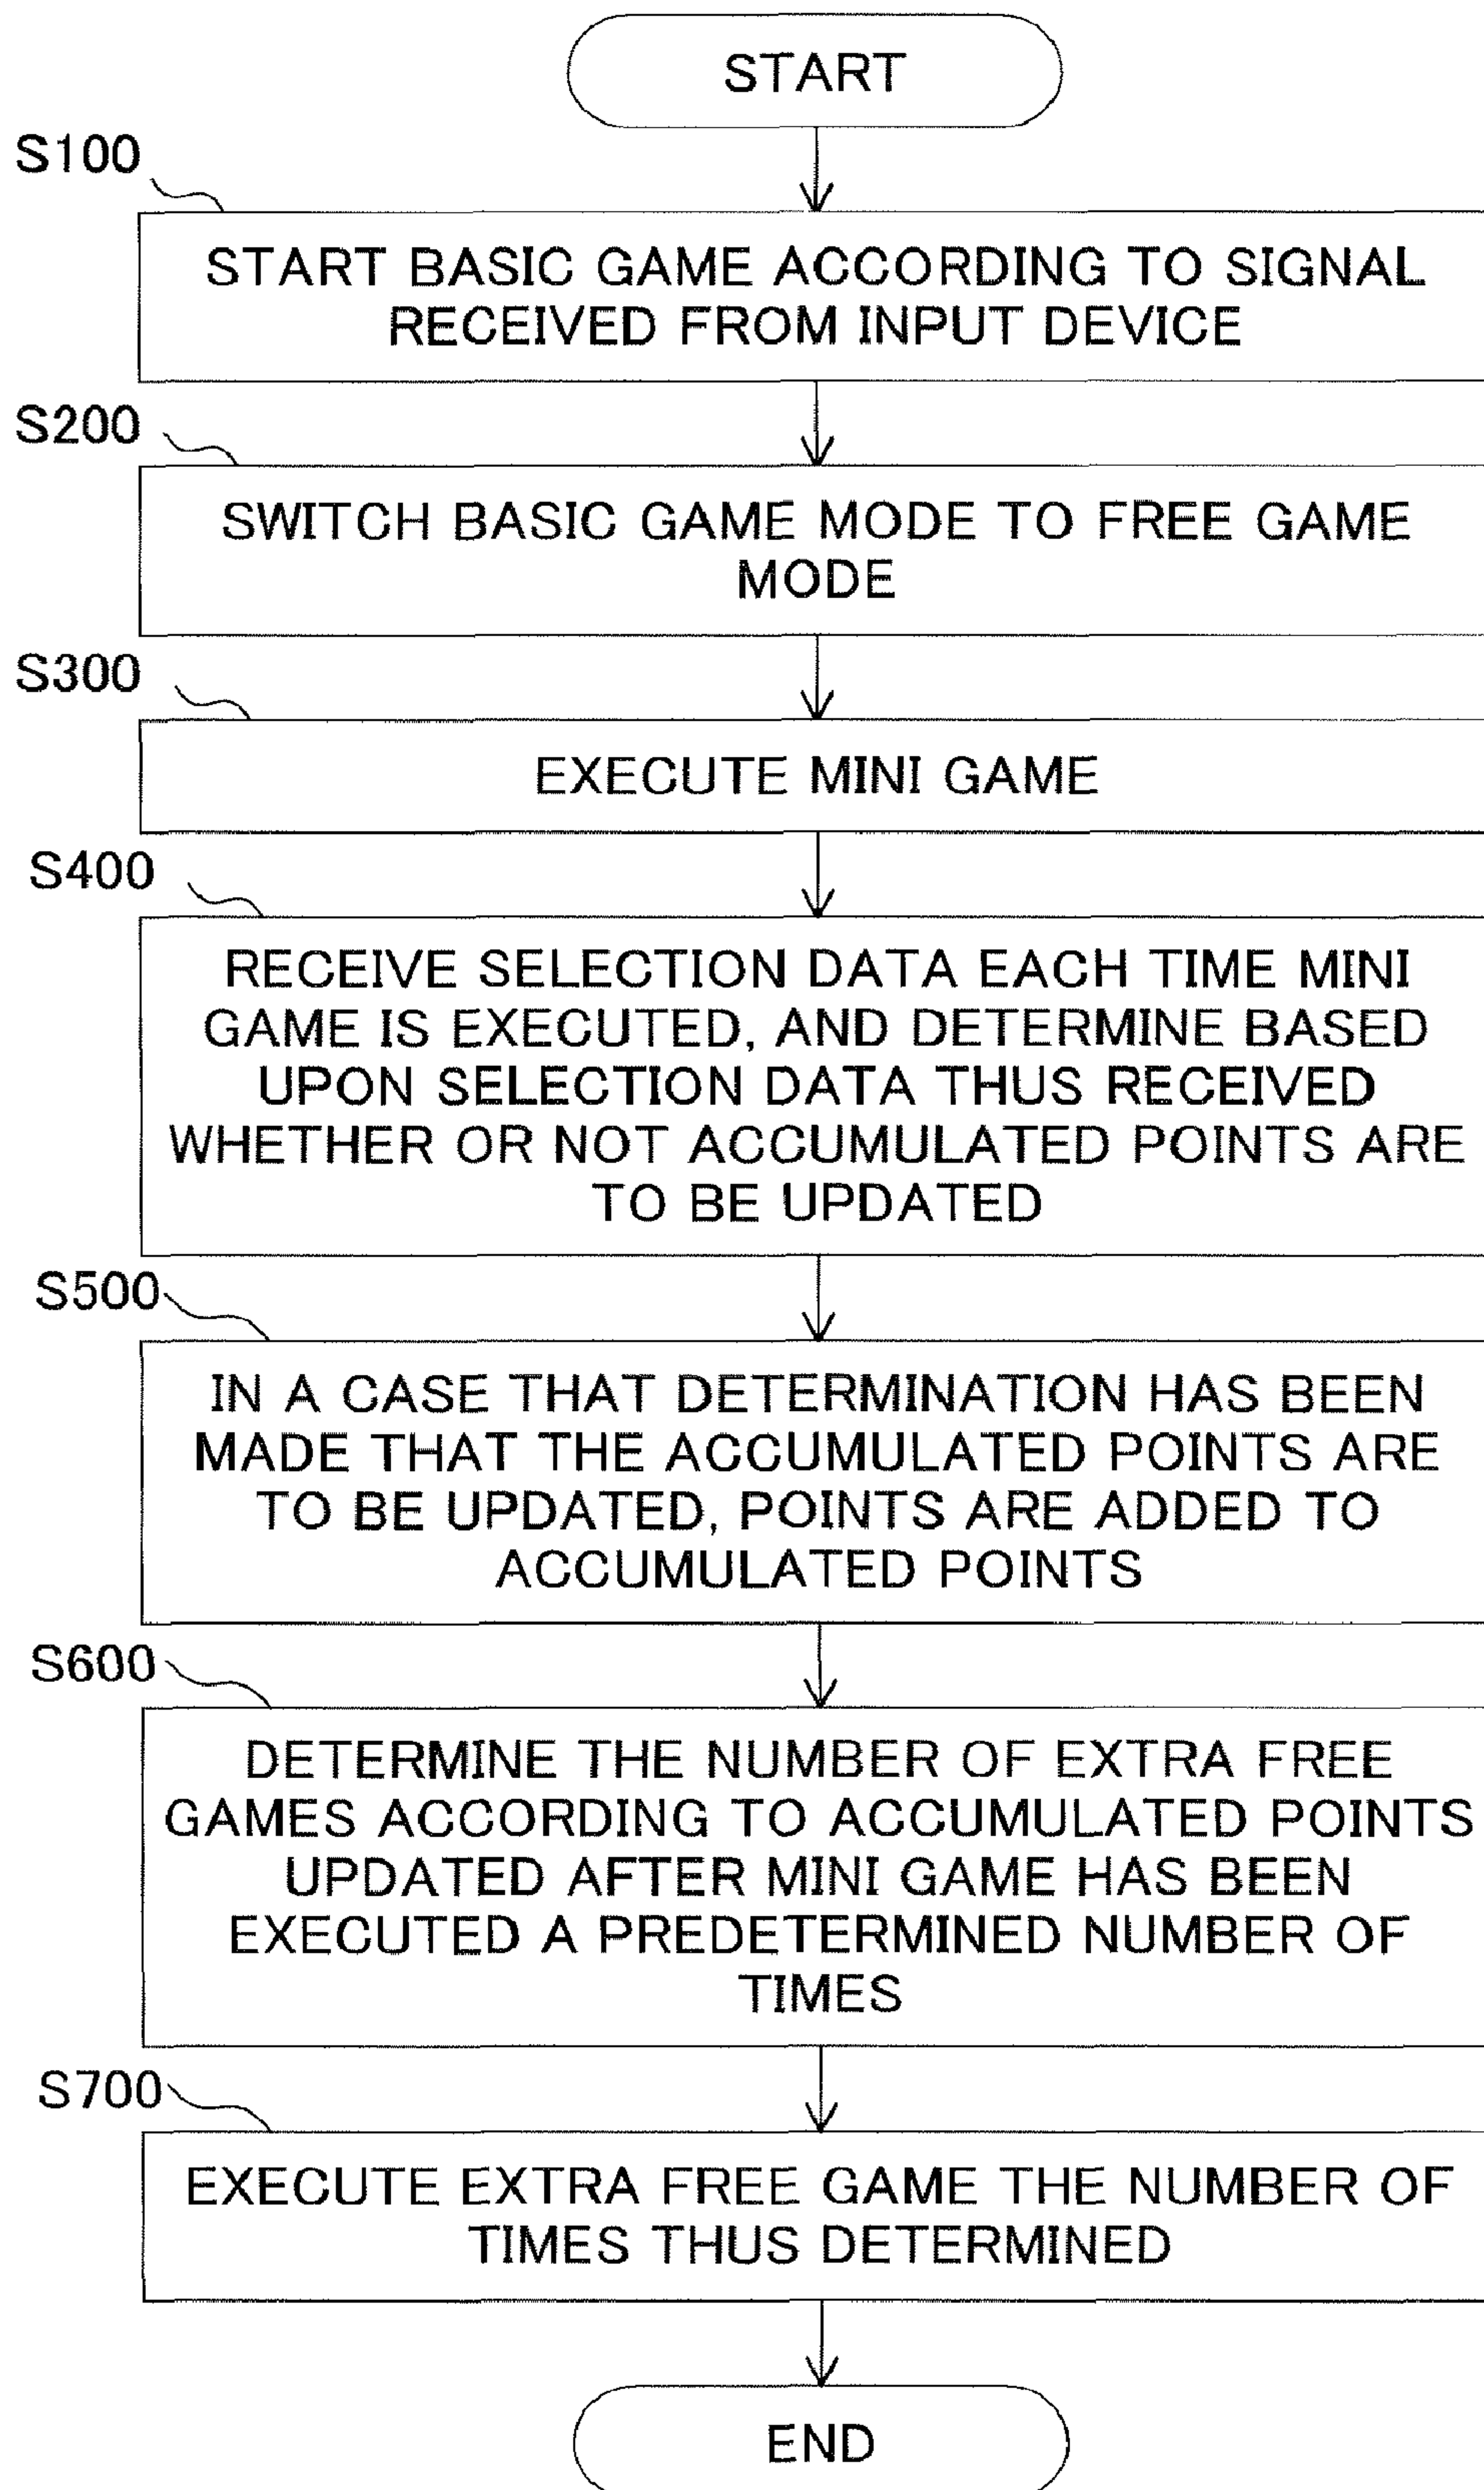 START
S100
START BASIC GAME ACCORDING TO SIGNAL
RECEIVED FROM INPUT DEVICE
S200
SWITCH BASIC GAME MODE TO FREE GAME
MODE
S300
EXECUTE MINI GAME
S400
RECEIVE SELECTION DATA EACH TIME MINI
GAME IS EXECUTED, AND DETERMINE BASED
UPON SELECTION DATA THUS RECEIVED
WHETHER OR NOT ACCUMULATED POINTS ARE
TO BE UPDATED
S500
IN A CASE THAT DETERMINATION HAS BEEN
MADE THAT THE ACCUMULATED POINTS ARE
TO BE UPDATED, POINTS ARE ADDED TO
ACCUMULATED POINTS
S600
DETERMINE THE NUMBER OF EXTRA FREE
GAMES ACCORDING TO ACCUMULATED POINTS
UPDATED AFTER MINI GAME HAS BEEN
EXECUTED A PREDETERMINED NUMBER OF
TIMES
S700
EXECUTE EXTRA FREE GAME THE NUMBER OF
TIMES THUS DETERMINED
END